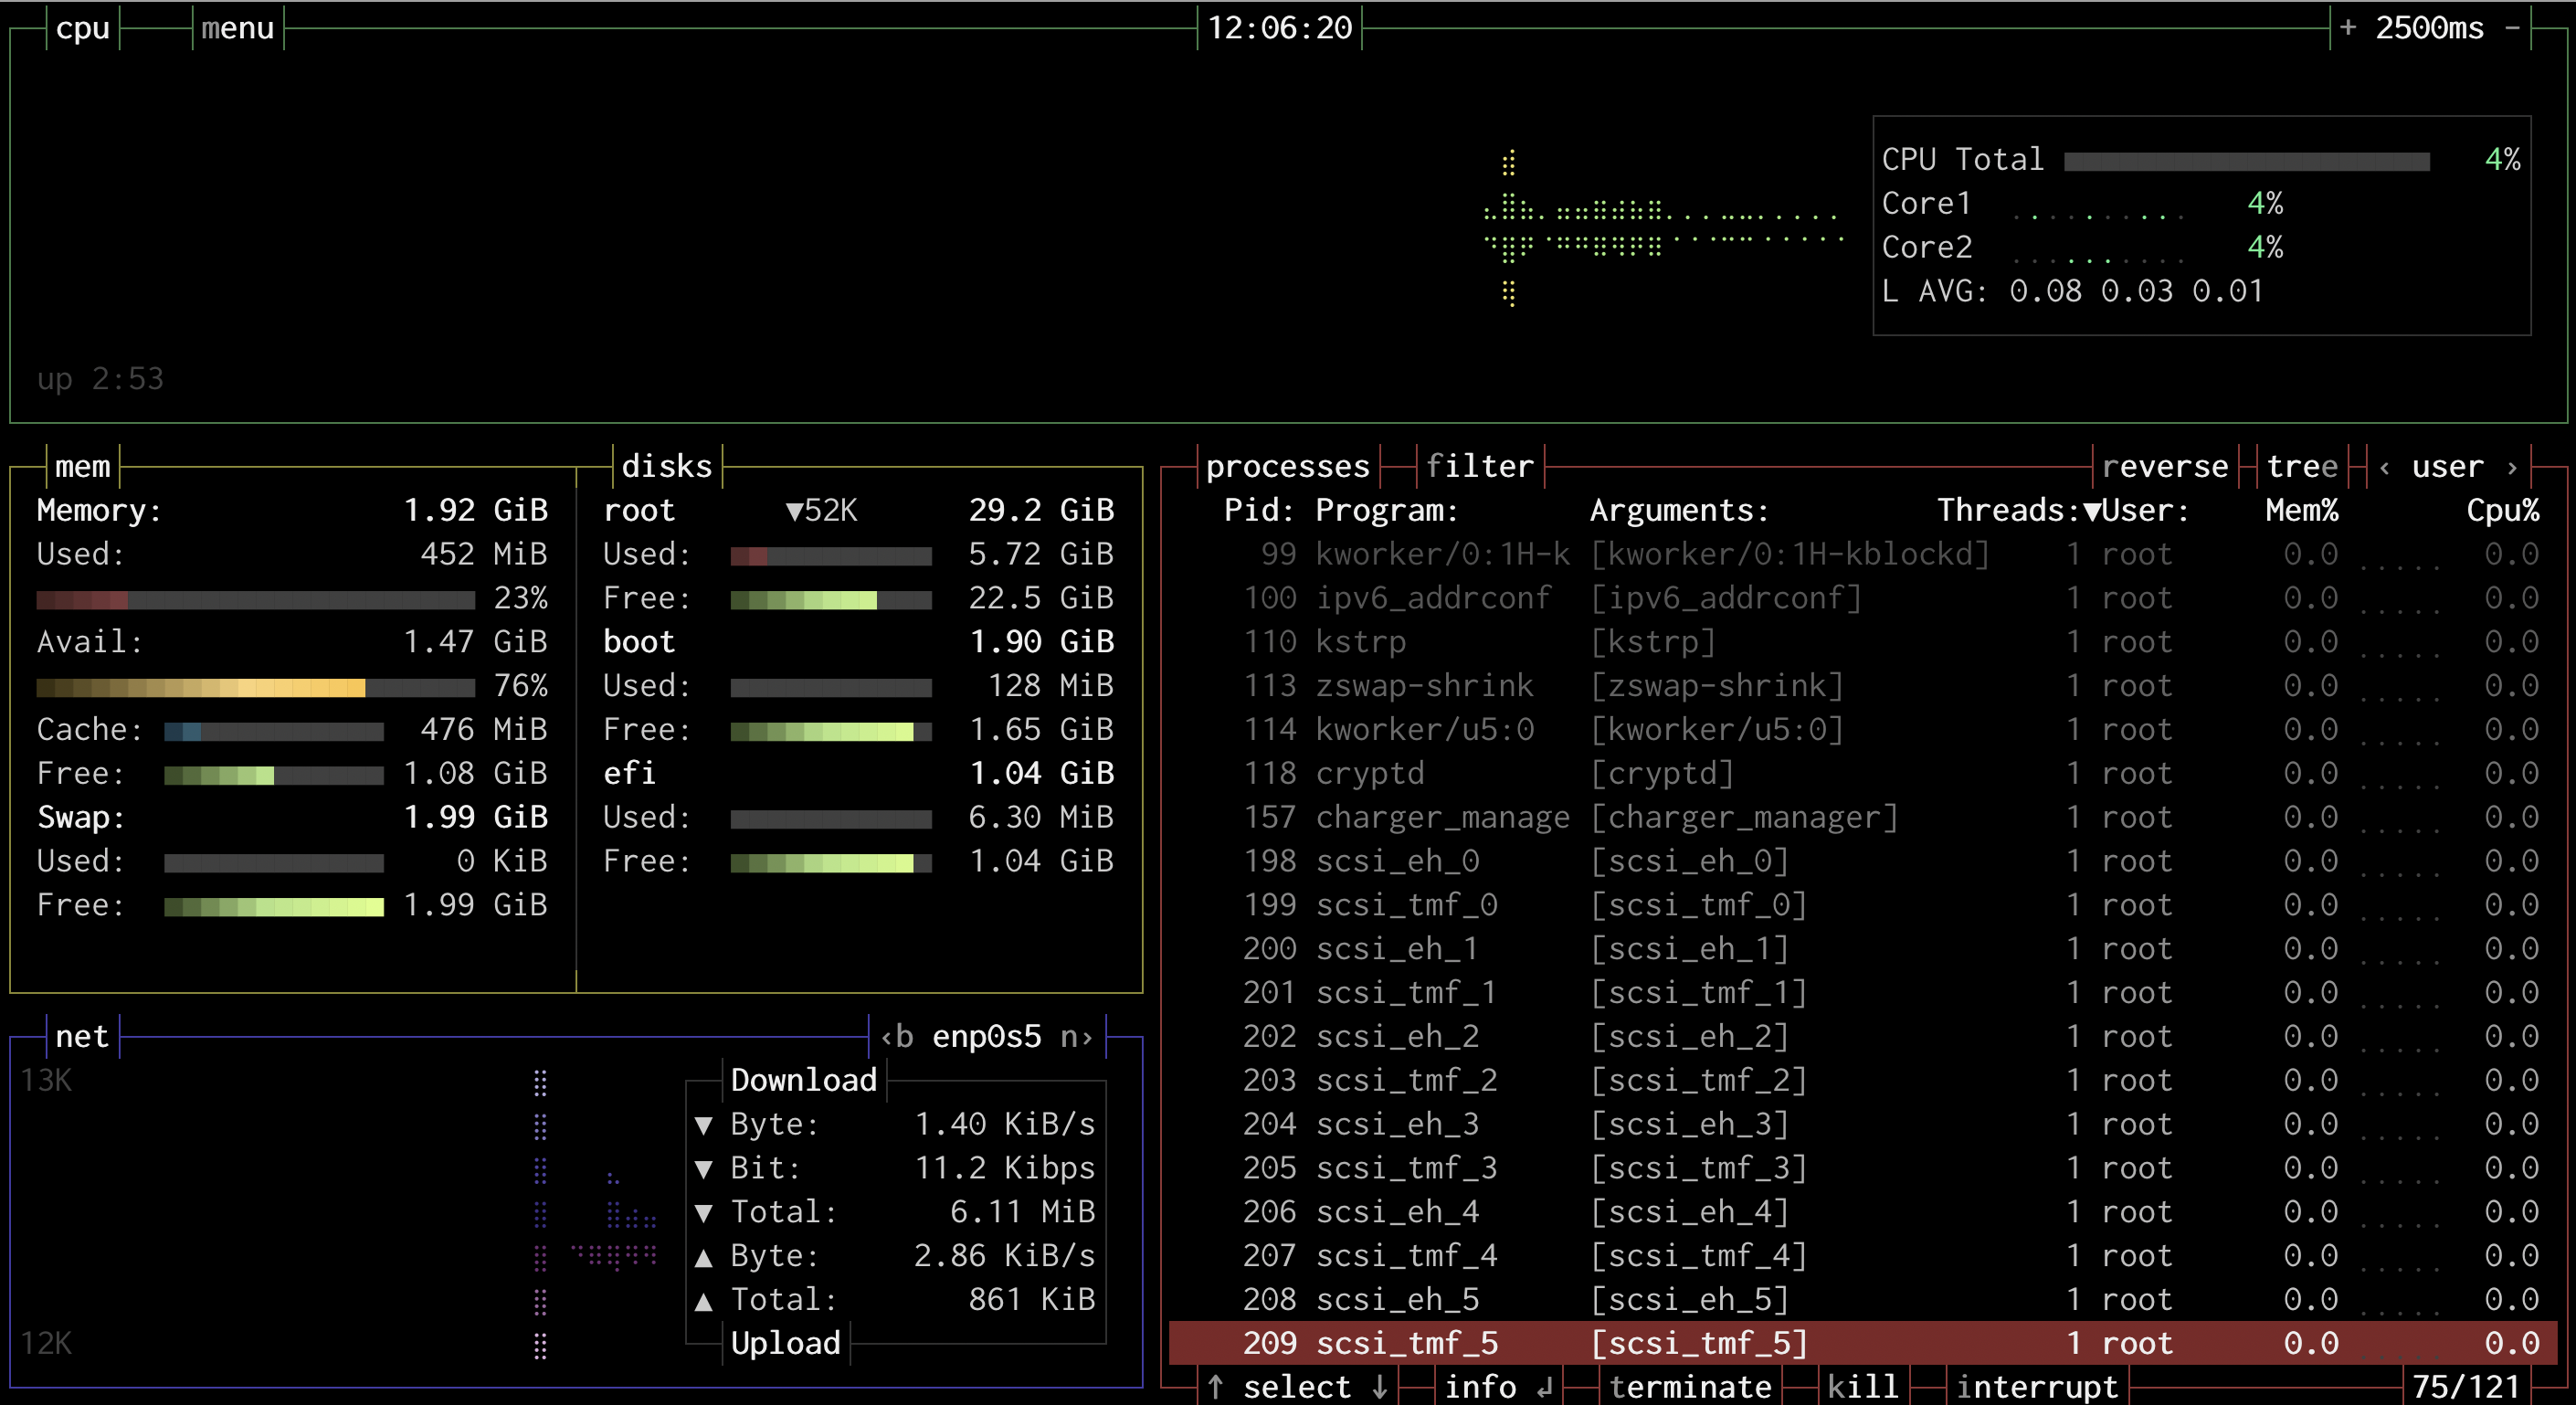 cpu menu 12:06:20 + 2500ms -
CPU Total 4%
Core1 4%
Core2 4%
L AVG: 0.08 0.03 0.01
up 2:53
mem
Memory: 1.92 GiB
Used: 452 MiB
23%
Avail: 1.47 GiB
76%
Cache: 476 MiB
Free: 1.08 GiB
Swap: 1.99 GiB
Used: 0 KiB
Free: 1.99 GiB
disks
root ▼52K 29.2 GiB
Used: 5.72 GiB
Free: 22.5 GiB
boot 1.90 GiB
Used: 128 MiB
Free: 1.65 GiB
efi 1.04 GiB
Used: 6.30 MiB
Free: 1.04 GiB
net ‹b enp0s5 n›
13K
12K
Download
▼ Byte: 1.40 KiB/s
▼ Bit: 11.2 Kibps
▼ Total: 6.11 MiB
▲ Byte: 2.86 KiB/s
▲ Total: 861 KiB
Upload
processes filter reverse tree ‹ user ›
Pid: Program: Arguments: Threads:▼User: Mem% Cpu%
99 kworker/0:1H-k [kworker/0:1H-kblockd] 1 root 0.0 0.0
100 ipv6_addrconf [ipv6_addrconf] 1 root 0.0 0.0
110 kstrp [kstrp] 1 root 0.0 0.0
113 zswap-shrink [zswap-shrink] 1 root 0.0 0.0
114 kworker/u5:0 [kworker/u5:0] 1 root 0.0 0.0
118 cryptd [cryptd] 1 root 0.0 0.0
157 charger_manage [charger_manager] 1 root 0.0 0.0
198 scsi_eh_0 [scsi_eh_0] 1 root 0.0 0.0
199 scsi_tmf_0 [scsi_tmf_0] 1 root 0.0 0.0
200 scsi_eh_1 [scsi_eh_1] 1 root 0.0 0.0
201 scsi_tmf_1 [scsi_tmf_1] 1 root 0.0 0.0
202 scsi_eh_2 [scsi_eh_2] 1 root 0.0 0.0
203 scsi_tmf_2 [scsi_tmf_2] 1 root 0.0 0.0
204 scsi_eh_3 [scsi_eh_3] 1 root 0.0 0.0
205 scsi_tmf_3 [scsi_tmf_3] 1 root 0.0 0.0
206 scsi_eh_4 [scsi_eh_4] 1 root 0.0 0.0
207 scsi_tmf_4 [scsi_tmf_4] 1 root 0.0 0.0
208 scsi_eh_5 [scsi_eh_5] 1 root 0.0 0.0
209 scsi_tmf_5 [scsi_tmf_5] 1 root 0.0 0.0
↑ select ↓ info ↲ terminate kill interrupt 75/121